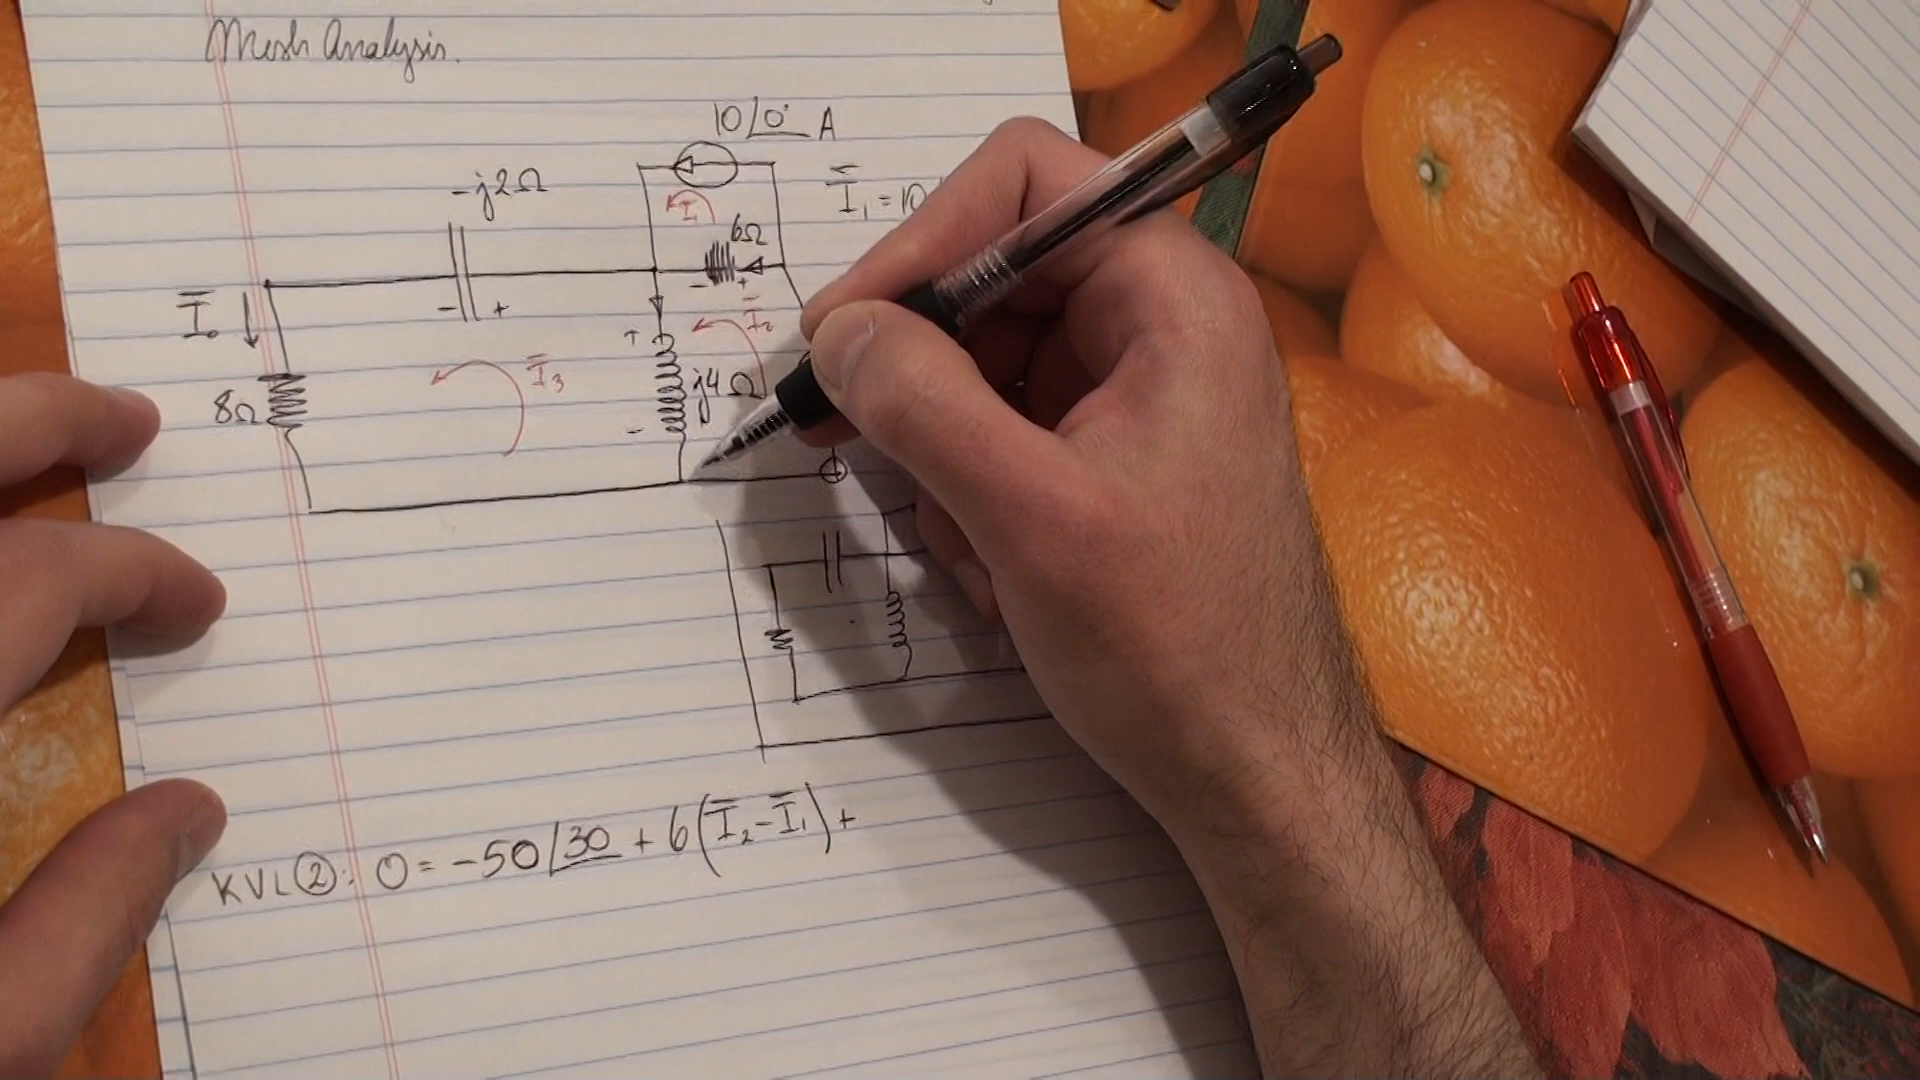 Mesh Analysis.
10/0° A
-j2Ω
I₁ = 10
I₁
6Ω
- +
I₀
- +
I₂
+
I₃
j4Ω
8Ω
-
KVL②: 0 = -50/30 + 6(I₂-I₁) +